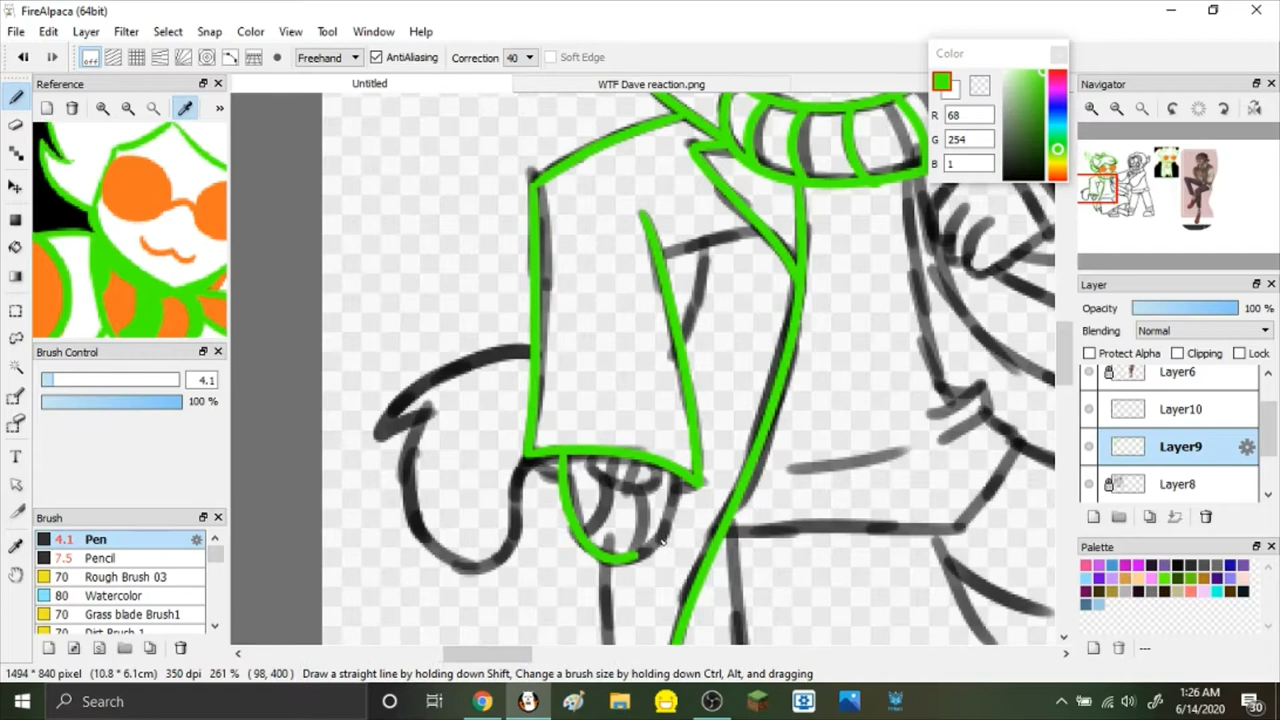 FireAlpaca (64bit)
File Edit Layer Filter Select Snap Color View Tool Window Help
off Freehand AntiAliasing Correction 40 Soft Edge
Color
R 68
G 254
B 1
Reference
Untitled WTF Dave reaction.png
Navigator
Brush Control
4.1
100 %
Layer
Opacity 100 %
Blending Normal
Protect Alpha Clipping Lock
Layer6
Layer10
Layer9
Layer8
Brush
4.1 Pen
7.5 Pencil
70 Rough Brush 03
80 Watercolor
70 Grass blade Brush1
70 Dirt Brush 1
Palette
---
1494 * 840 pixel (10.8 * 6.1cm) 350 dpi 261 % (98, 400) Draw a straight line by holding down Shift, Change a brush size by holding down Ctrl, Alt, and dragging
Search
1:26 AM
6/14/2020
30